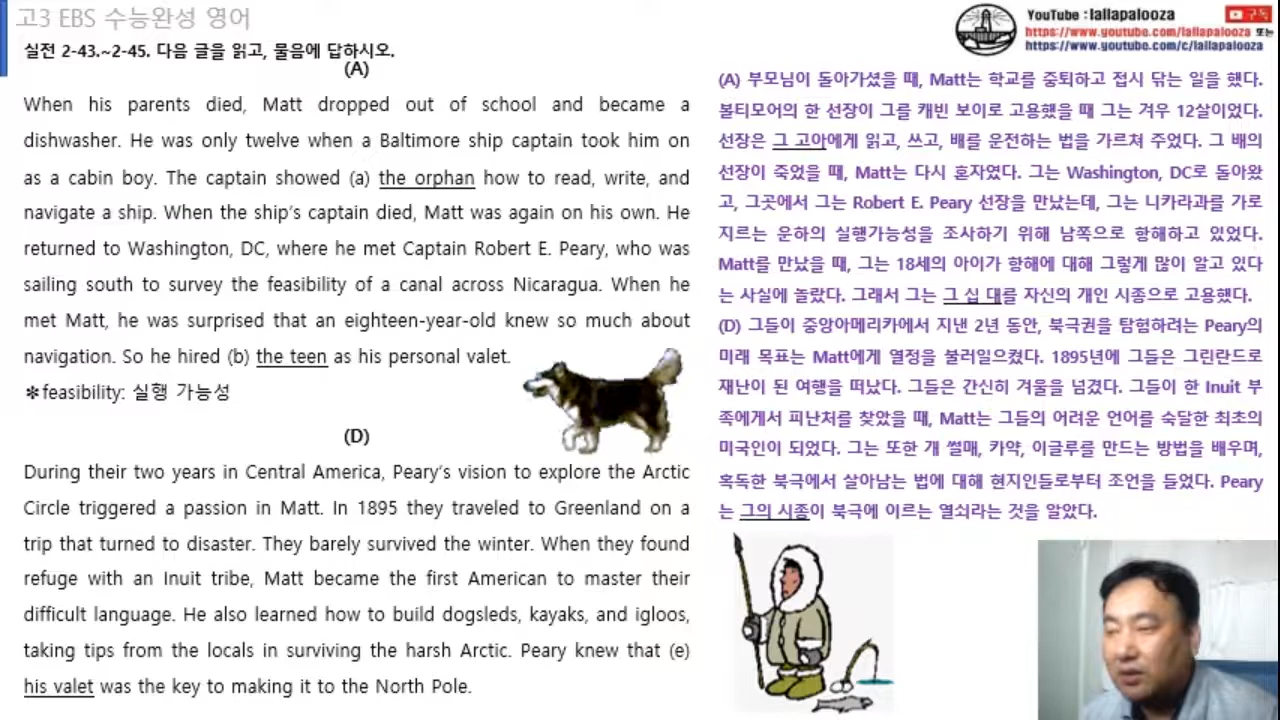 고3 EBS 수능완성 영어
YouTube : lallapalooza
구독
https://www.youtube.com/lallapalooza 또는
https://www.youtube.com/c/lallapalooza
실전 2-43.~2-45. 다음 글을 읽고, 물음에 답하시오.
(A)
When his parents died, Matt dropped out of school and became a
dishwasher. He was only twelve when a Baltimore ship captain took him on
as a cabin boy. The captain showed (a) the orphan how to read, write, and
navigate a ship. When the ship's captain died, Matt was again on his own. He
returned to Washington, DC, where he met Captain Robert E. Peary, who was
sailing south to survey the feasibility of a canal across Nicaragua. When he
met Matt, he was surprised that an eighteen-year-old knew so much about
navigation. So he hired (b) the teen as his personal valet.
✻feasibility: 실행 가능성
(D)
During their two years in Central America, Peary's vision to explore the Arctic
Circle triggered a passion in Matt. In 1895 they traveled to Greenland on a
trip that turned to disaster. They barely survived the winter. When they found
refuge with an Inuit tribe, Matt became the first American to master their
difficult language. He also learned how to build dogsleds, kayaks, and igloos,
taking tips from the locals in surviving the harsh Arctic. Peary knew that (e)
his valet was the key to making it to the North Pole.
(A) 부모님이 돌아가셨을 때, Matt는 학교를 중퇴하고 접시 닦는 일을 했다.
볼티모어의 한 선장이 그를 캐빈 보이로 고용했을 때 그는 겨우 12살이었다.
선장은 그 고아에게 읽고, 쓰고, 배를 운전하는 법을 가르쳐 주었다. 그 배의
선장이 죽었을 때, Matt는 다시 혼자였다. 그는 Washington, DC로 돌아왔
고, 그곳에서 그는 Robert E. Peary 선장을 만났는데, 그는 니카라과를 가로
지르는 운하의 실행가능성을 조사하기 위해 남쪽으로 항해하고 있었다.
Matt를 만났을 때, 그는 18세의 아이가 항해에 대해 그렇게 많이 알고 있다
는 사실에 놀랐다. 그래서 그는 그 십 대를 자신의 개인 시종으로 고용했다.
(D) 그들이 중앙아메리카에서 지낸 2년 동안, 북극권을 탐험하려는 Peary의
미래 목표는 Matt에게 열정을 불러일으켰다. 1895년에 그들은 그린란드로
재난이 된 여행을 떠났다. 그들은 간신히 겨울을 넘겼다. 그들이 한 Inuit 부
족에게서 피난처를 찾았을 때, Matt는 그들의 어려운 언어를 숙달한 최초의
미국인이 되었다. 그는 또한 개 썰매, 카약, 이글루를 만드는 방법을 배우며,
혹독한 북극에서 살아남는 법에 대해 현지인들로부터 조언을 들었다. Peary
는 그의 시종이 북극에 이르는 열쇠라는 것을 알았다.